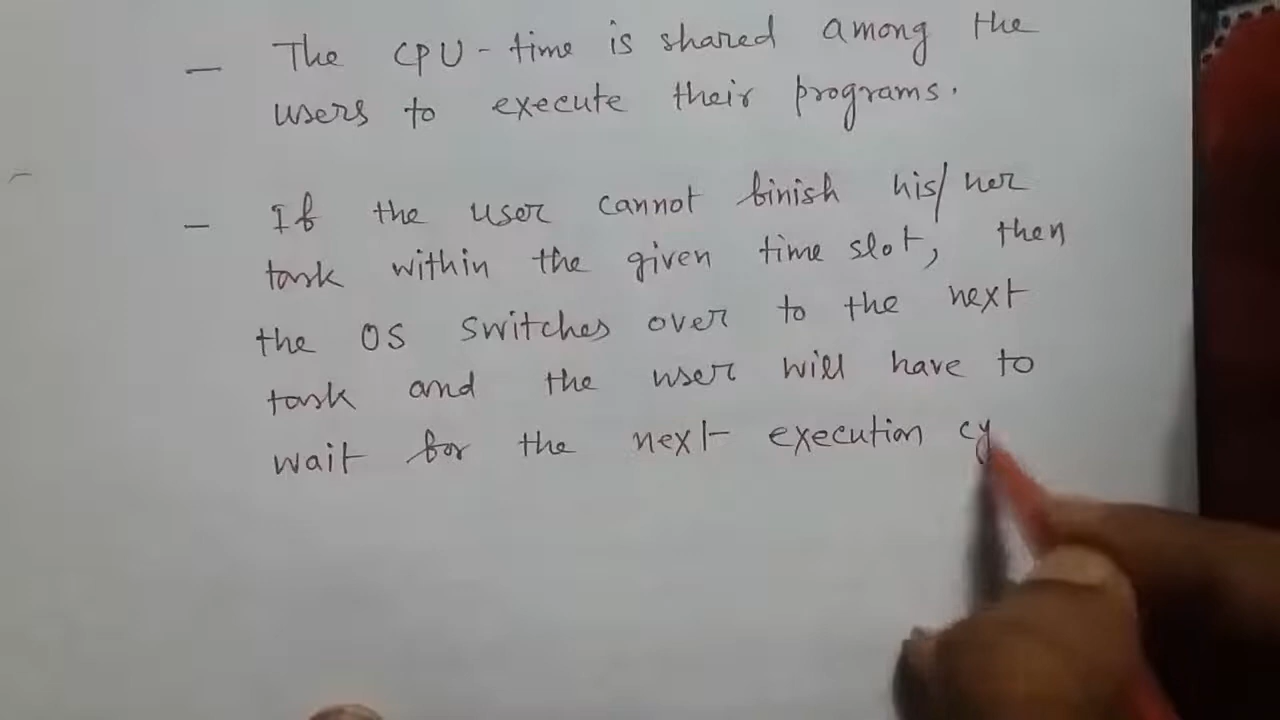 - The CPU-time is shared among the
users to execute their programs.
- If the user cannot finish his/her
task within the given time slot, then
the OS switches over to the next
task and the user will have to
wait for the next execution cy